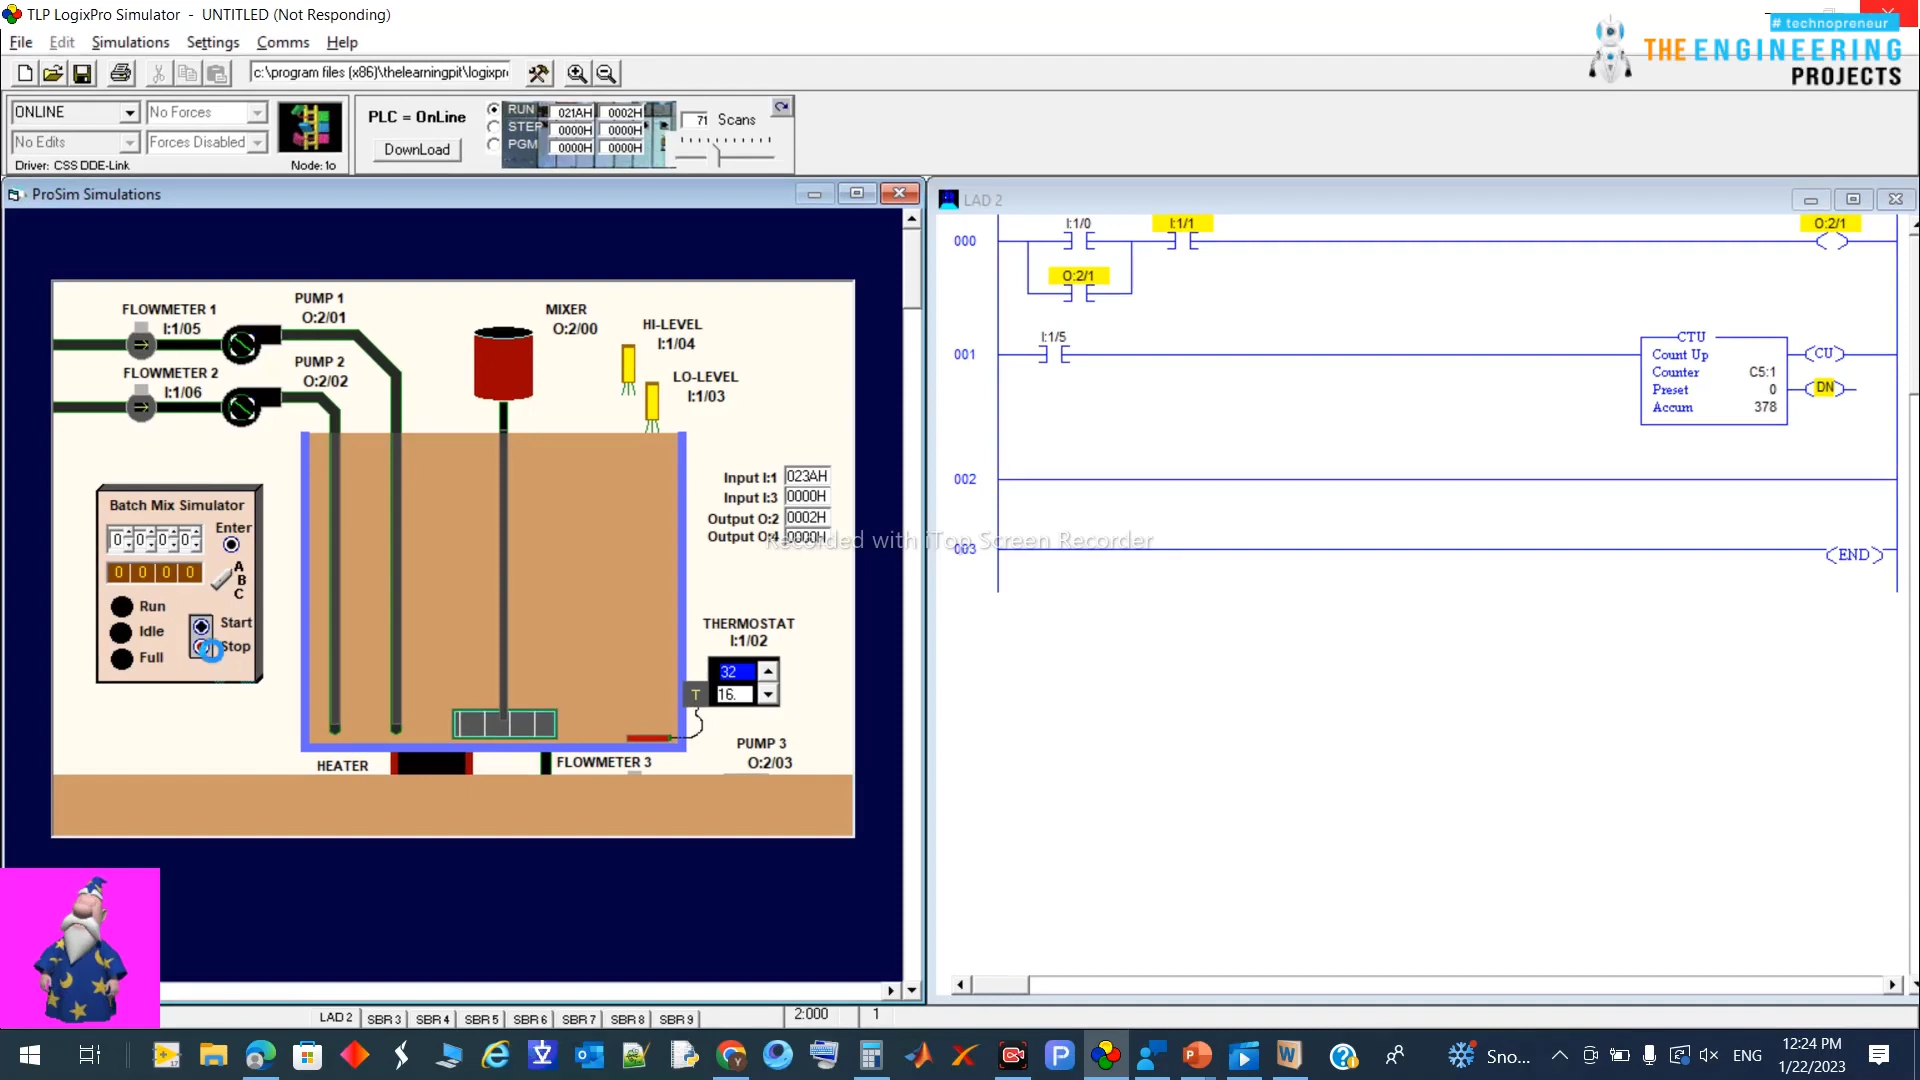 TLP LogixPro Simulator - UNTITLED (Not Responding)
# technopreneur
THE ENGINEERING
PROJECTS
File Edit Simulations Settings Comms Help
c:\program files (x86)\thelearningpit\logixpr
ONLINE
No Forces
No Edits
Forces Disabled
Driver: CSS DDE-Link
Node: 1o
PLC = OnLine
DownLoad
RUN
STEP
PGM
021AH 0002H
0000H 0000H
0000H 0000H
71 Scans
ProSim Simulations
FLOWMETER 1
I:1/05
PUMP 1
O:2/01
FLOWMETER 2
I:1/06
PUMP 2
O:2/02
MIXER
O:2/00
HI-LEVEL
I:1/04
LO-LEVEL
I:1/03
Input I:1 023AH
Input I:3 0000H
Output O:2 0002H
Output O:4 0000H
Batch Mix Simulator
0 0 0 0
Enter
0 0 0 0
A
B
C
Run
Idle
Full
Start
Stop
THERMOSTAT
I:1/02
32
16.
T
PUMP 3
O:2/03
HEATER
FLOWMETER 3
LAD 2
000
I:1/0
I:1/1
O:2/1
O:2/1
001
I:1/5
CTU
Count Up
Counter C5:1
Preset 0
Accum 378
CU
DN
002
003
END
Recorded with iTop Screen Recorder
LAD 2 SBR 3 SBR 4 SBR 5 SBR 6 SBR 7 SBR 8 SBR 9
2:000 1
Sno...
ENG
12:24 PM
1/22/2023